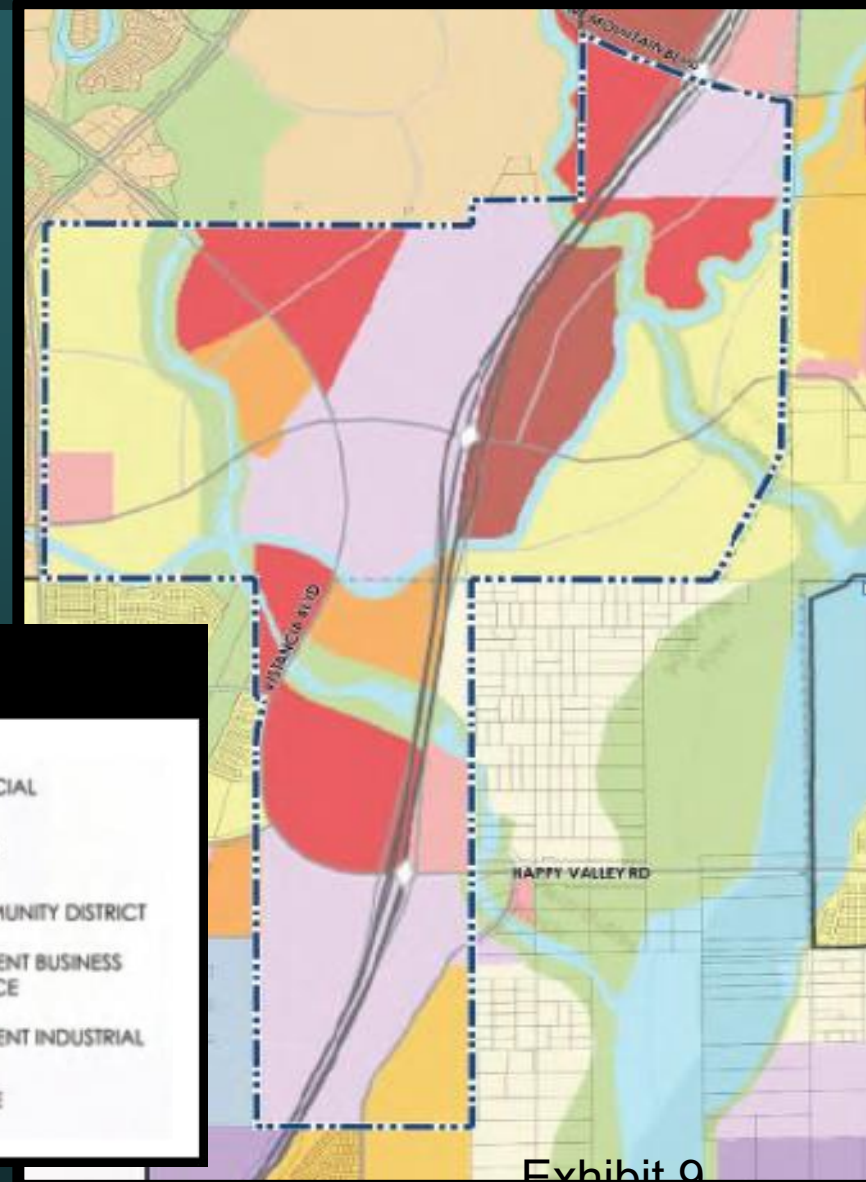 MOUNTAIN BLVD
VISTANCIA BLVD
HAPPY VALLEY RD
CIAL
MUNITY DISTRICT
ENT BUSINESS
CE
ENT INDUSTRIAL
E
Exhibit 9